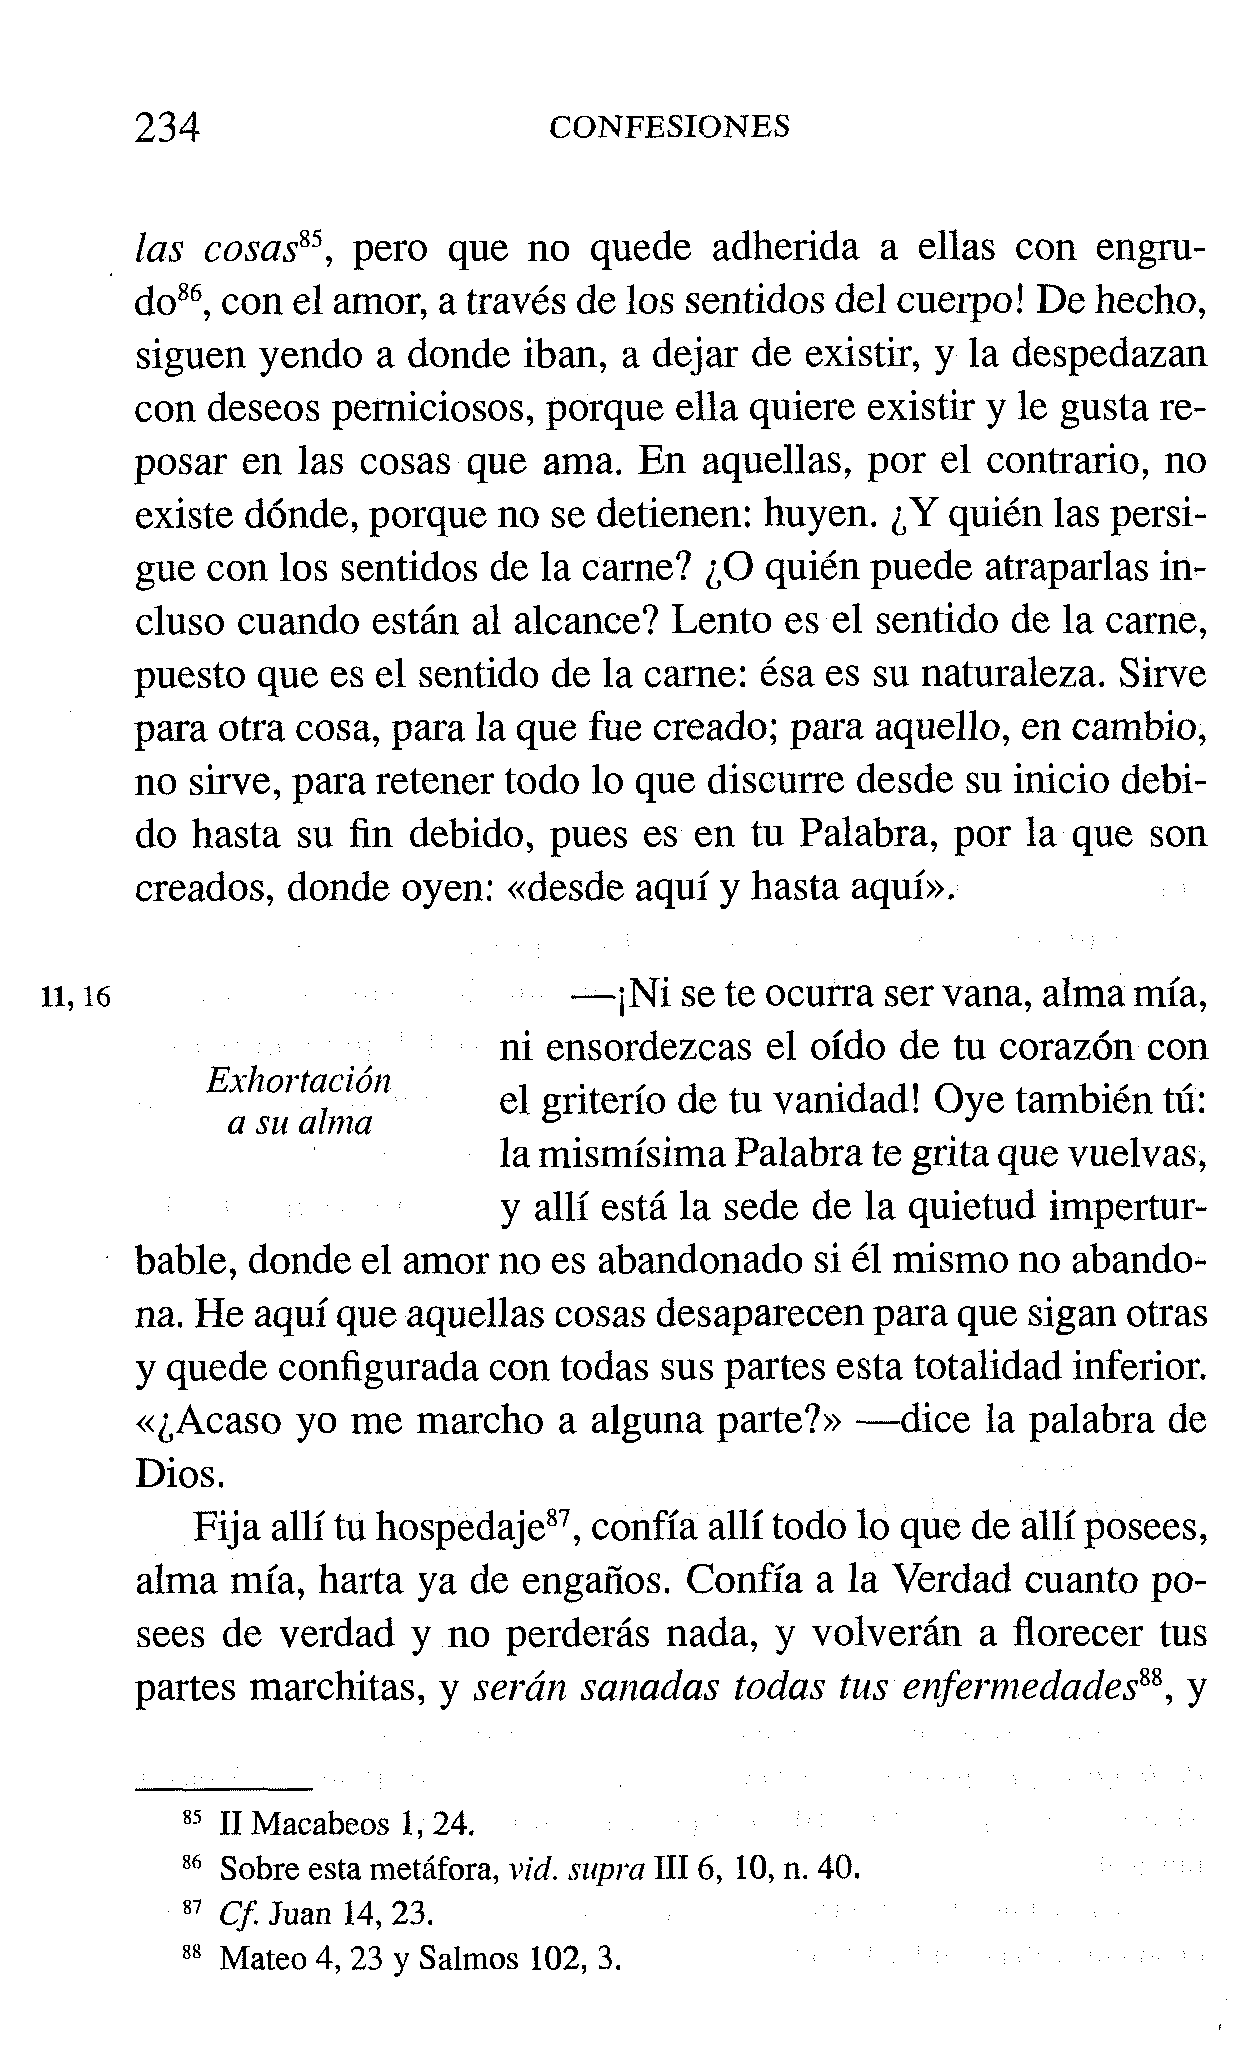 234 CONFESIONES
las cosas⁸⁵, pero que no quede adherida a ellas con engru-
do⁸⁶, con el amor, a través de los sentidos del cuerpo! De hecho,
siguen yendo a donde iban, a dejar de existir, y la despedazan
con deseos perniciosos, porque ella quiere existir y le gusta re-
posar en las cosas que ama. En aquellas, por el contrario, no
existe dónde, porque no se detienen: huyen. ¿Y quién las persi-
gue con los sentidos de la carne? ¿O quién puede atraparlas in-
cluso cuando están al alcance? Lento es el sentido de la carne,
puesto que es el sentido de la carne: ésa es su naturaleza. Sirve
para otra cosa, para la que fue creado; para aquello, en cambio,
no sirve, para retener todo lo que discurre desde su inicio debi-
do hasta su fin debido, pues es en tu Palabra, por la que son
creados, donde oyen: «desde aquí y hasta aquí».
11, 16
Exhortación
a su alma
—¡Ni se te ocurra ser vana, alma mía,
ni ensordezcas el oído de tu corazón con
el griterío de tu vanidad! Oye también tú:
la mismísima Palabra te grita que vuelvas,
y allí está la sede de la quietud impertur-
bable, donde el amor no es abandonado si él mismo no abando-
na. He aquí que aquellas cosas desaparecen para que sigan otras
y quede configurada con todas sus partes esta totalidad inferior.
«¿Acaso yo me marcho a alguna parte?» —dice la palabra de
Dios.
Fija allí tu hospedaje⁸⁷, confía allí todo lo que de allí posees,
alma mía, harta ya de engaños. Confía a la Verdad cuanto po-
sees de verdad y no perderás nada, y volverán a florecer tus
partes marchitas, y serán sanadas todas tus enfermedades⁸⁸, y
⁸⁵ II Macabeos 1, 24.
⁸⁶ Sobre esta metáfora, vid. supra III 6, 10, n. 40.
⁸⁷ Cf. Juan 14, 23.
⁸⁸ Mateo 4, 23 y Salmos 102, 3.